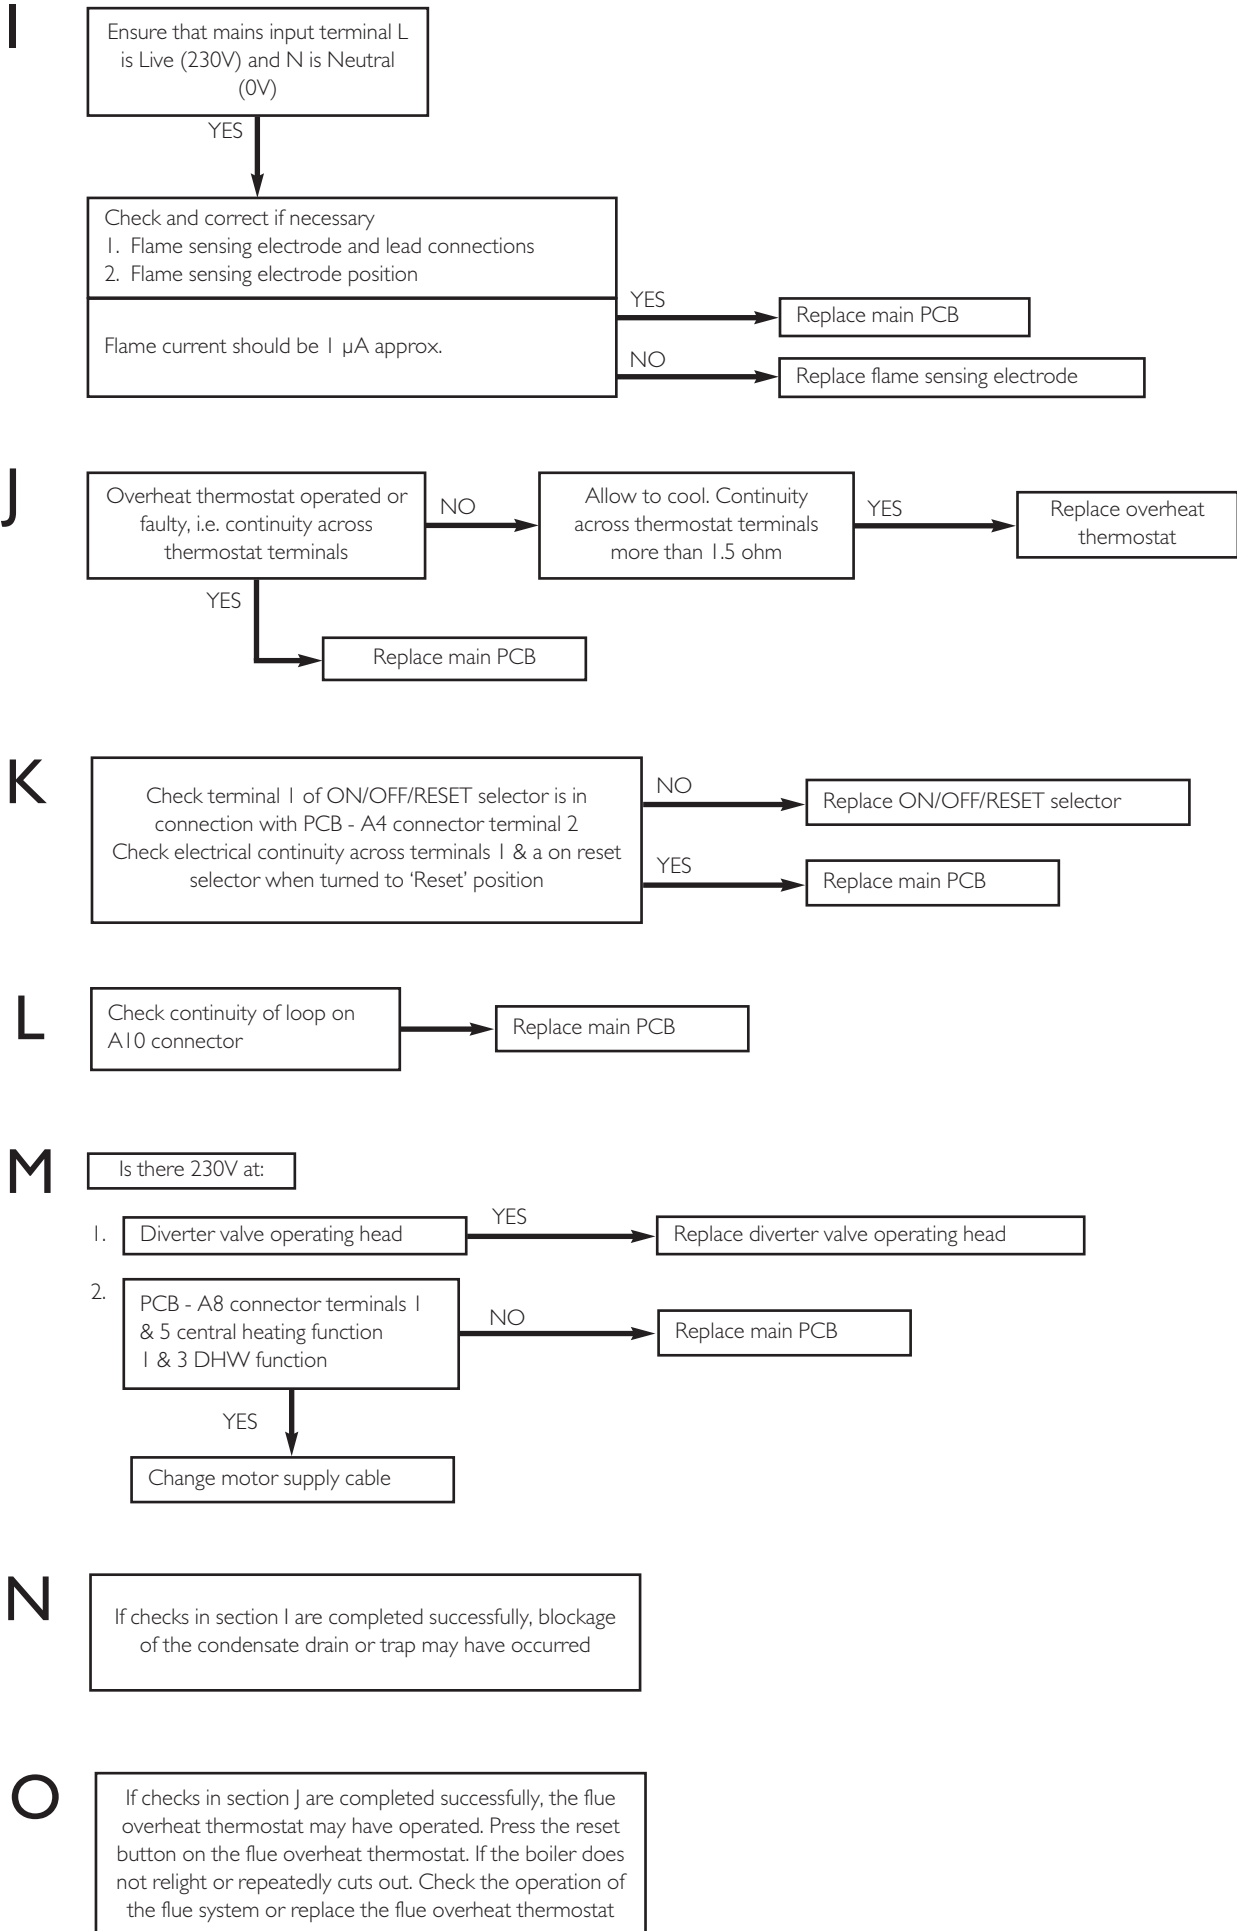 I
Ensure that mains input terminal L
is Live (230V) and N is Neutral
(0V)
YES
Check and correct if necessary
1. Flame sensing electrode and lead connections
2. Flame sensing electrode position
Flame current should be 1 µA approx.
YES
Replace main PCB
NO
Replace flame sensing electrode
J
Overheat thermostat operated or
faulty, i.e. continuity across
thermostat terminals
NO
Allow to cool. Continuity
across thermostat terminals
more than 1.5 ohm
YES
Replace overheat
thermostat
YES
Replace main PCB
K
Check terminal 1 of ON/OFF/RESET selector is in
connection with PCB - A4 connector terminal 2
Check electrical continuity across terminals 1 & a on reset
selector when turned to ‘Reset’ position
NO
Replace ON/OFF/RESET selector
YES
Replace main PCB
L
Check continuity of loop on
A10 connector
Replace main PCB
M
Is there 230V at:
1.
Diverter valve operating head
YES
Replace diverter valve operating head
2.
PCB - A8 connector terminals 1
& 5 central heating function
1 & 3 DHW function
NO
Replace main PCB
YES
Change motor supply cable
N
If checks in section I are completed successfully, blockage
of the condensate drain or trap may have occurred
O
If checks in section J are completed successfully, the flue
overheat thermostat may have operated. Press the reset
button on the flue overheat thermostat. If the boiler does
not relight or repeatedly cuts out. Check the operation of
the flue system or replace the flue overheat thermostat